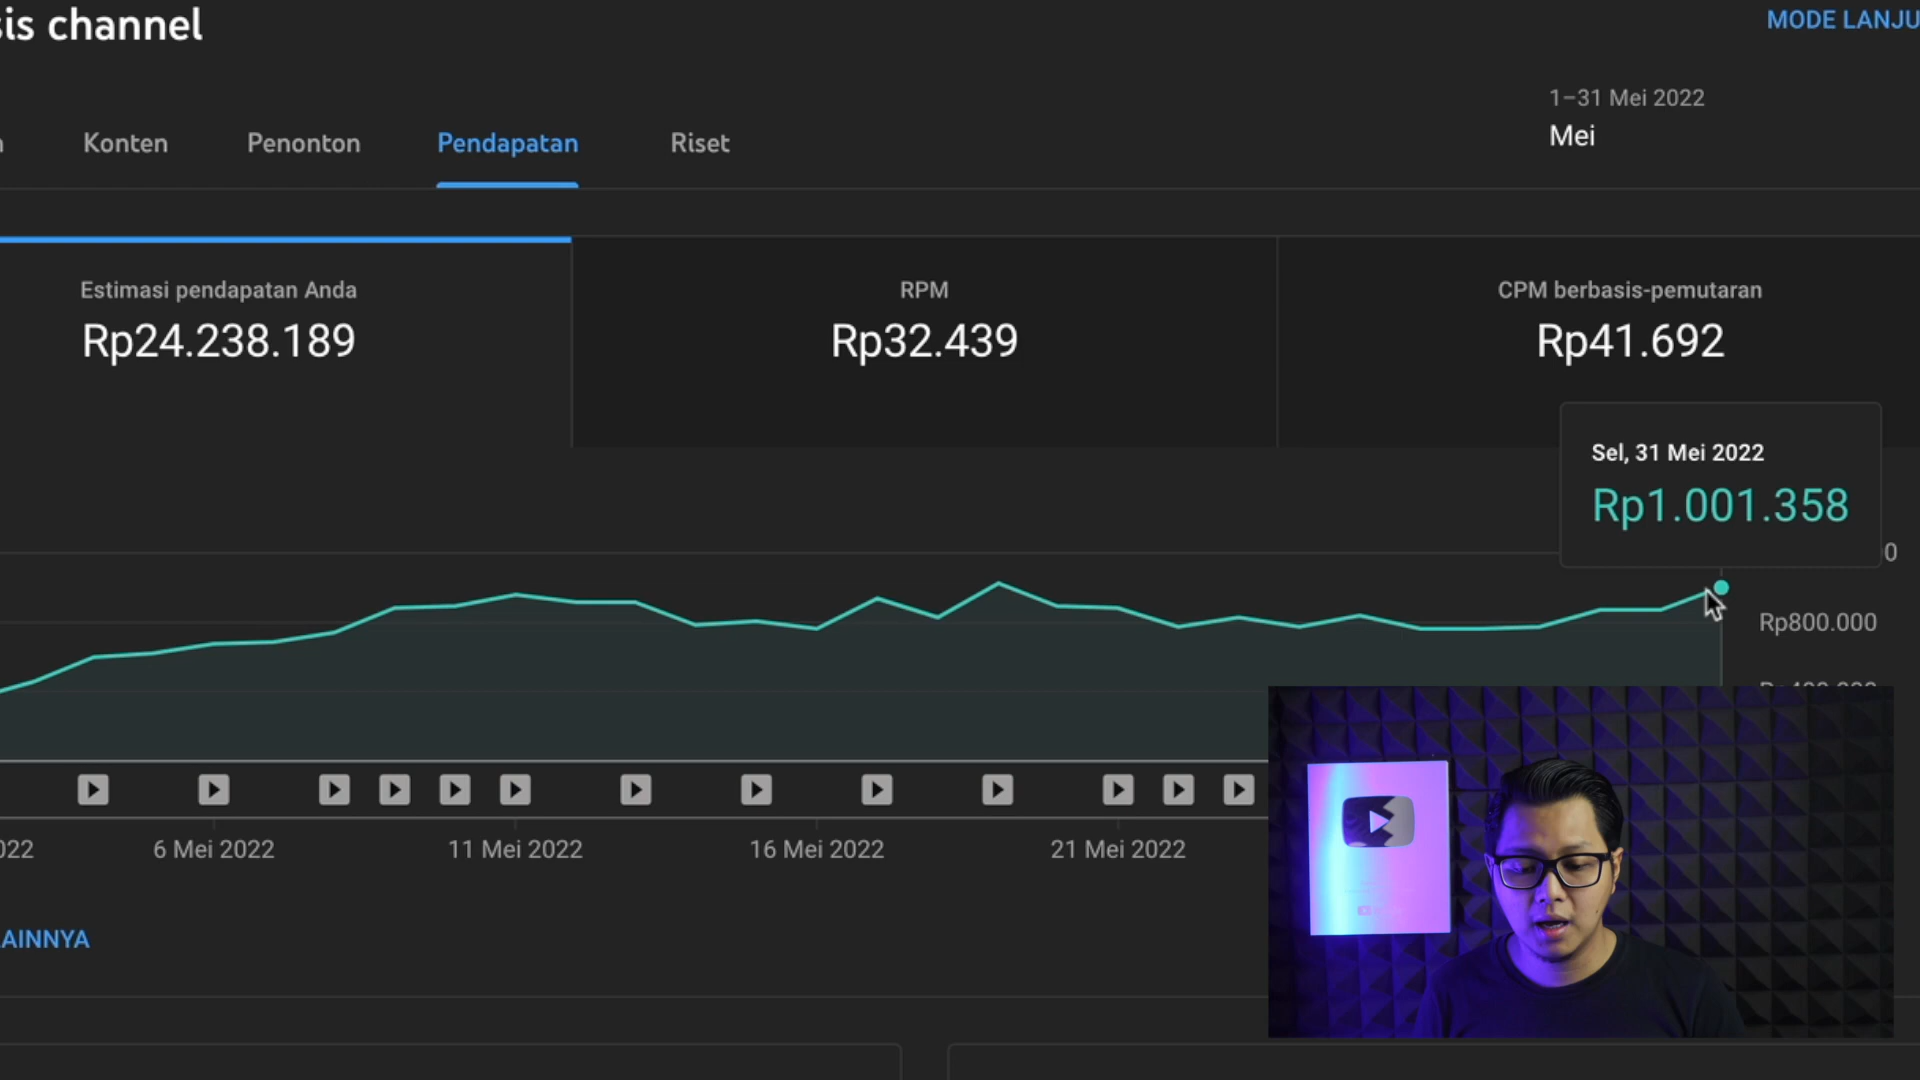 sis channel
MODE LANJU
1–31 Mei 2022
Mei
Konten
Penonton
Pendapatan
Riset
Estimasi pendapatan Anda
Rp24.238.189
RPM
Rp32.439
CPM berbasis-pemutaran
Rp41.692
Sel, 31 Mei 2022
Rp1.001.358
0
Rp800.000
022
6 Mei 2022
11 Mei 2022
16 Mei 2022
21 Mei 2022
AINNYA